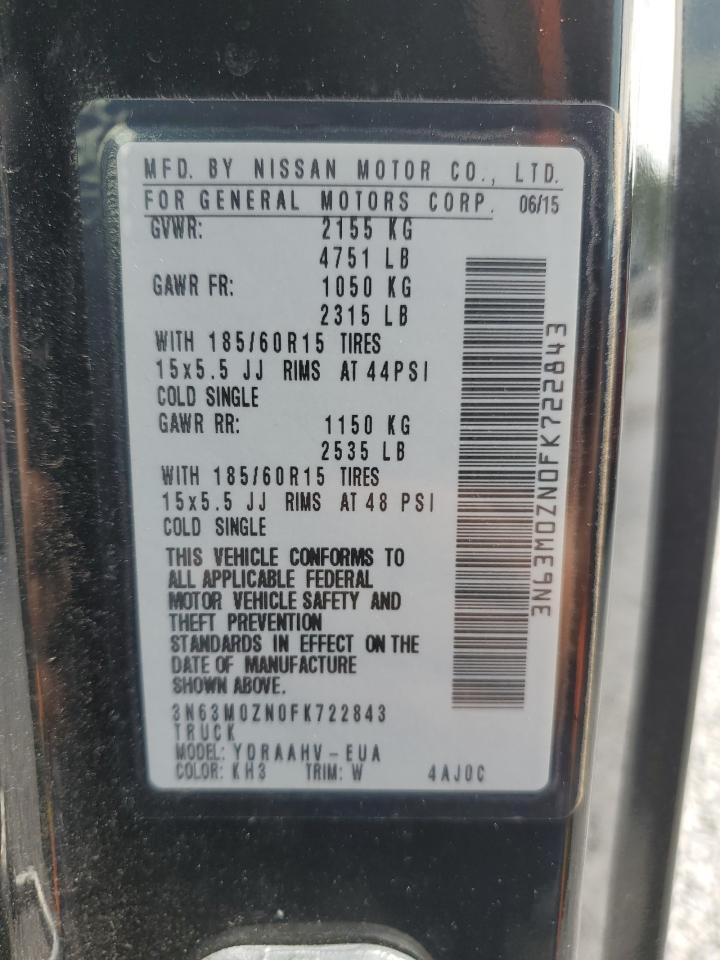 MFD. BY NISSAN MOTOR CO., LTD.
FOR GENERAL MOTORS CORP. 06/15
GVWR: 2155 KG
4751 LB
GAWR FR: 1050 KG
2315 LB
WITH 185/60R15 TIRES
15x5.5 JJ RIMS AT 44PSI
COLD SINGLE
GAWR RR: 1150 KG
2535 LB
WITH 185/60R15 TIRES
15x5.5 JJ RIMS AT 48 PSI
COLD SINGLE
THIS VEHICLE CONFORMS TO
ALL APPLICABLE FEDERAL
MOTOR VEHICLE SAFETY AND
THEFT PREVENTION
STANDARDS IN EFFECT ON THE
DATE OF MANUFACTURE
SHOWN ABOVE.
3N63M0ZN0FK722843
TRUCK
MODEL: YDRAAHV-EUA
COLOR: KH3 TRIM: W 4AJ0C
3N63M0ZN0FK722843